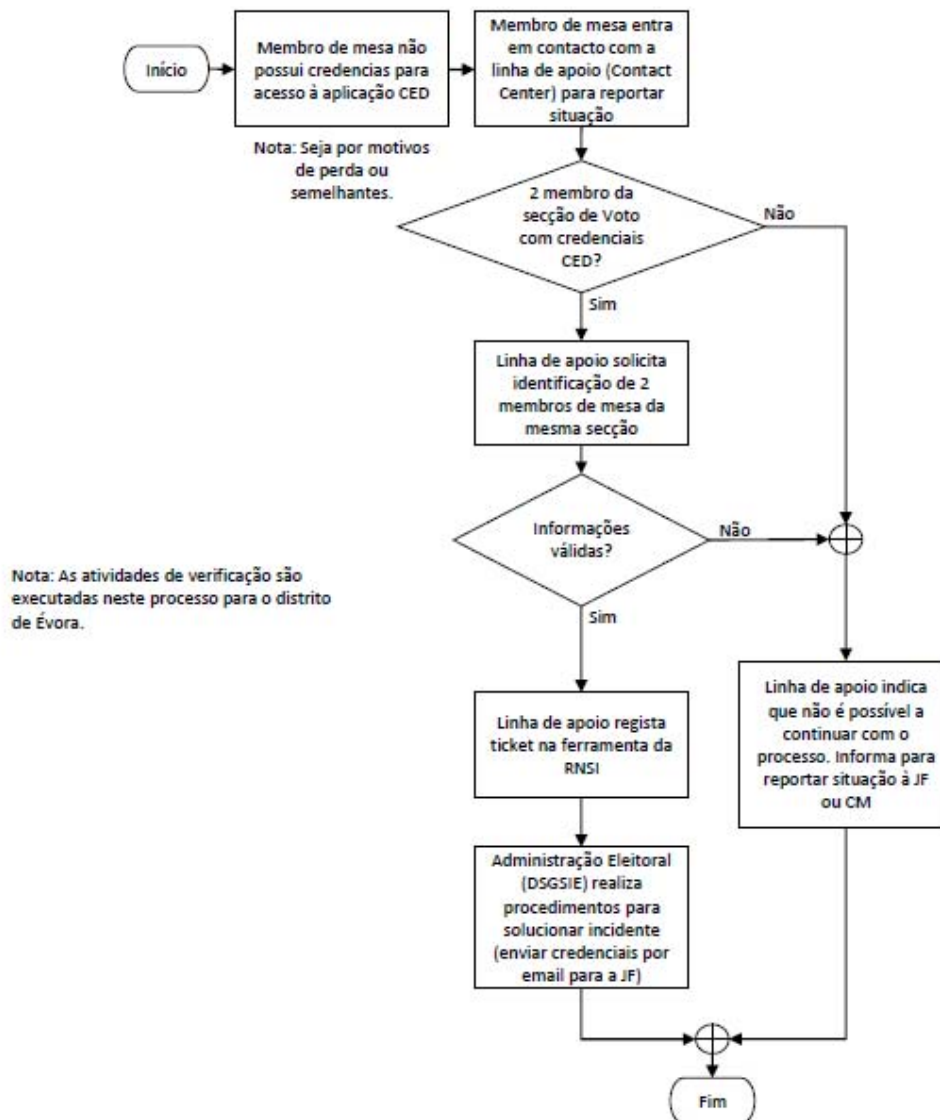 Início
Membro de mesa não
possui credencias para
acesso à aplicação CED
Membro de mesa entra
em contacto com a
linha de apoio (Contact
Center) para reportar
situação
Nota: Seja por motivos
de perda ou
semelhantes.
2 membro da
secção de Voto
com credenciais
CED?
Não
Sim
Linha de apoio solicita
identificação de 2
membros de mesa da
mesma secção
Informações
válidas?
Não
Sim
Nota: As atividades de verificação são
executadas neste processo para o distrito
de Évora.
Linha de apoio regista
ticket na ferramenta da
RNSI
Linha de apoio indica
que não é possível a
continuar com o
processo. Informa para
reportar situação à JF
ou CM
Administração Eleitoral
(DSGSIE) realiza
procedimentos para
solucionar incidente
(enviar credenciais por
email para a JF)
Fim